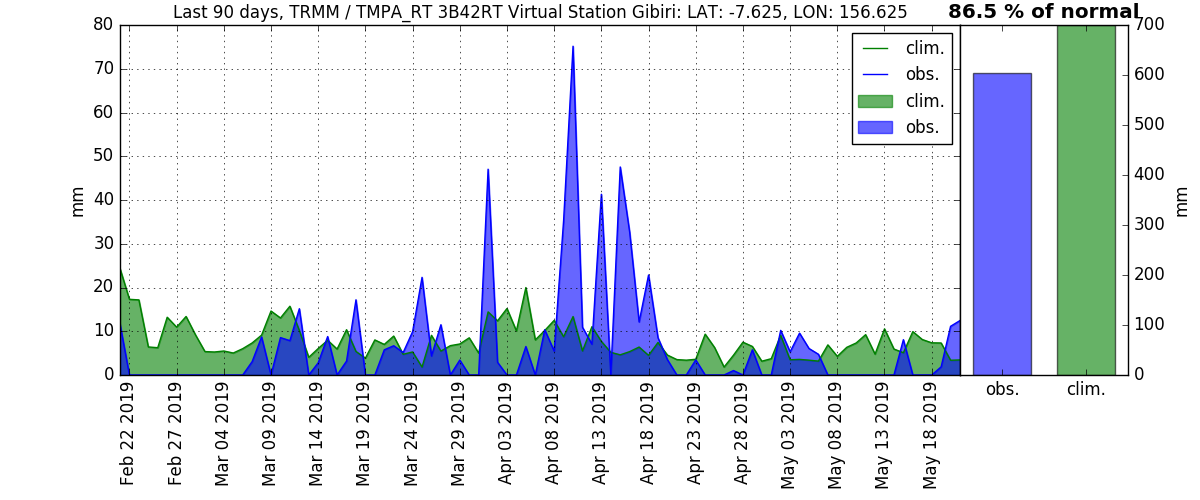 Last 90 days, TRMM / TMPA_RT 3B42RT Virtual Station Gibiri: LAT: -7.625, LON: 156.625
86.5 % of normal
80
70
60
50
40
30
20
10
0
mm
clim.
obs.
clim.
obs.
Feb 22 2019
Feb 27 2019
Mar 04 2019
Mar 09 2019
Mar 14 2019
Mar 19 2019
Mar 24 2019
Mar 29 2019
Apr 03 2019
Apr 08 2019
Apr 13 2019
Apr 18 2019
Apr 23 2019
Apr 28 2019
May 03 2019
May 08 2019
May 13 2019
May 18 2019
700
600
500
400
300
200
100
0
mm
obs.
clim.